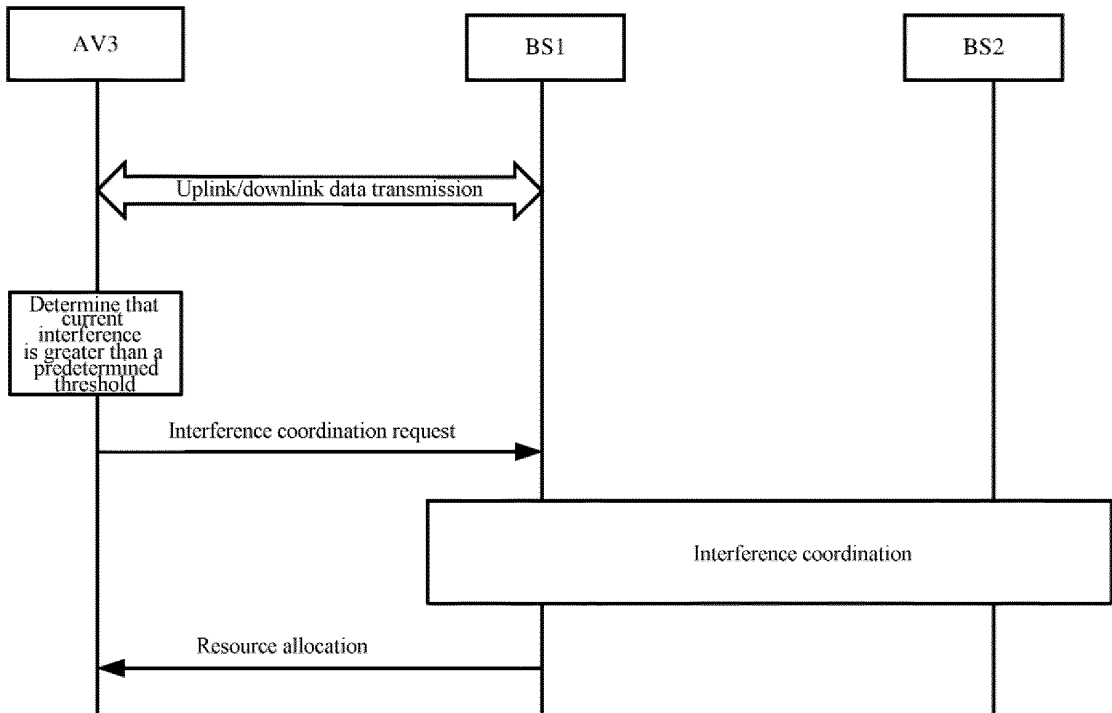 AV3
BS1
BS2
Uplink/downlink data transmission
Determine that
current
interference
is greater than a
predetermined
threshold
Interference coordination request
Interference coordination
Resource allocation